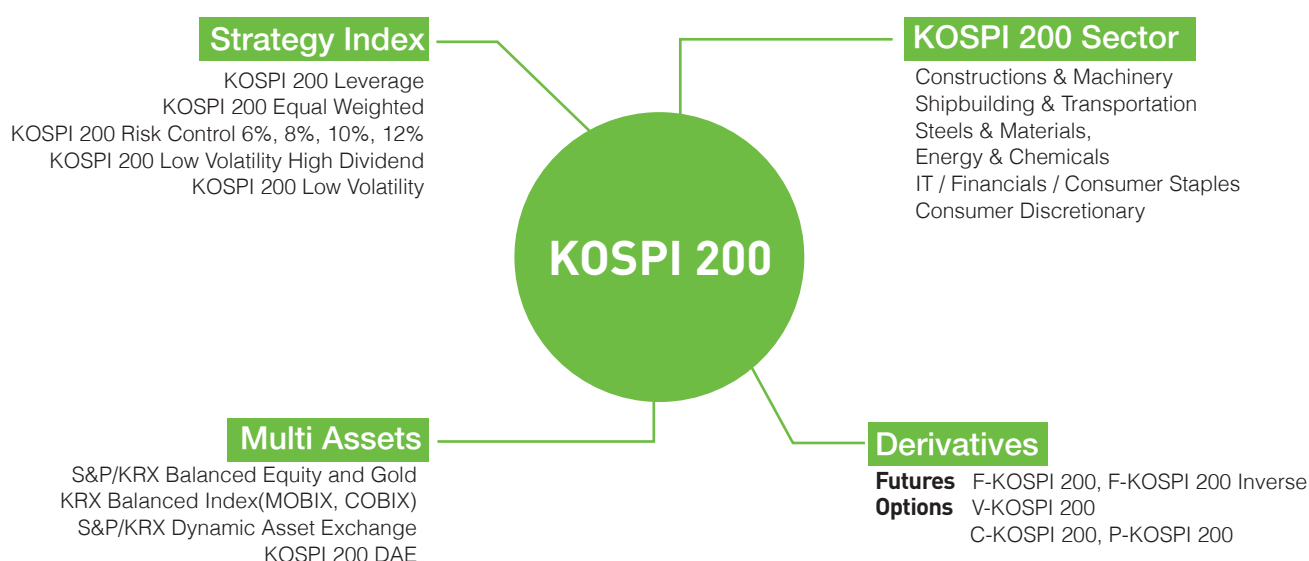 Strategy Index
KOSPI 200 Leverage
KOSPI 200 Equal Weighted
KOSPI 200 Risk Control 6%, 8%, 10%, 12%
KOSPI 200 Low Volatility High Dividend
KOSPI 200 Low Volatility
KOSPI 200 Sector
Constructions & Machinery
Shipbuilding & Transportation
Steels & Materials,
Energy & Chemicals
IT / Financials / Consumer Staples
Consumer Discretionary
KOSPI 200
Multi Assets
S&P/KRX Balanced Equity and Gold
KRX Balanced Index(MOBIX, COBIX)
S&P/KRX Dynamic Asset Exchange
KOSPI 200 DAE
Derivatives
Futures F-KOSPI 200, F-KOSPI 200 Inverse
Options V-KOSPI 200
C-KOSPI 200, P-KOSPI 200